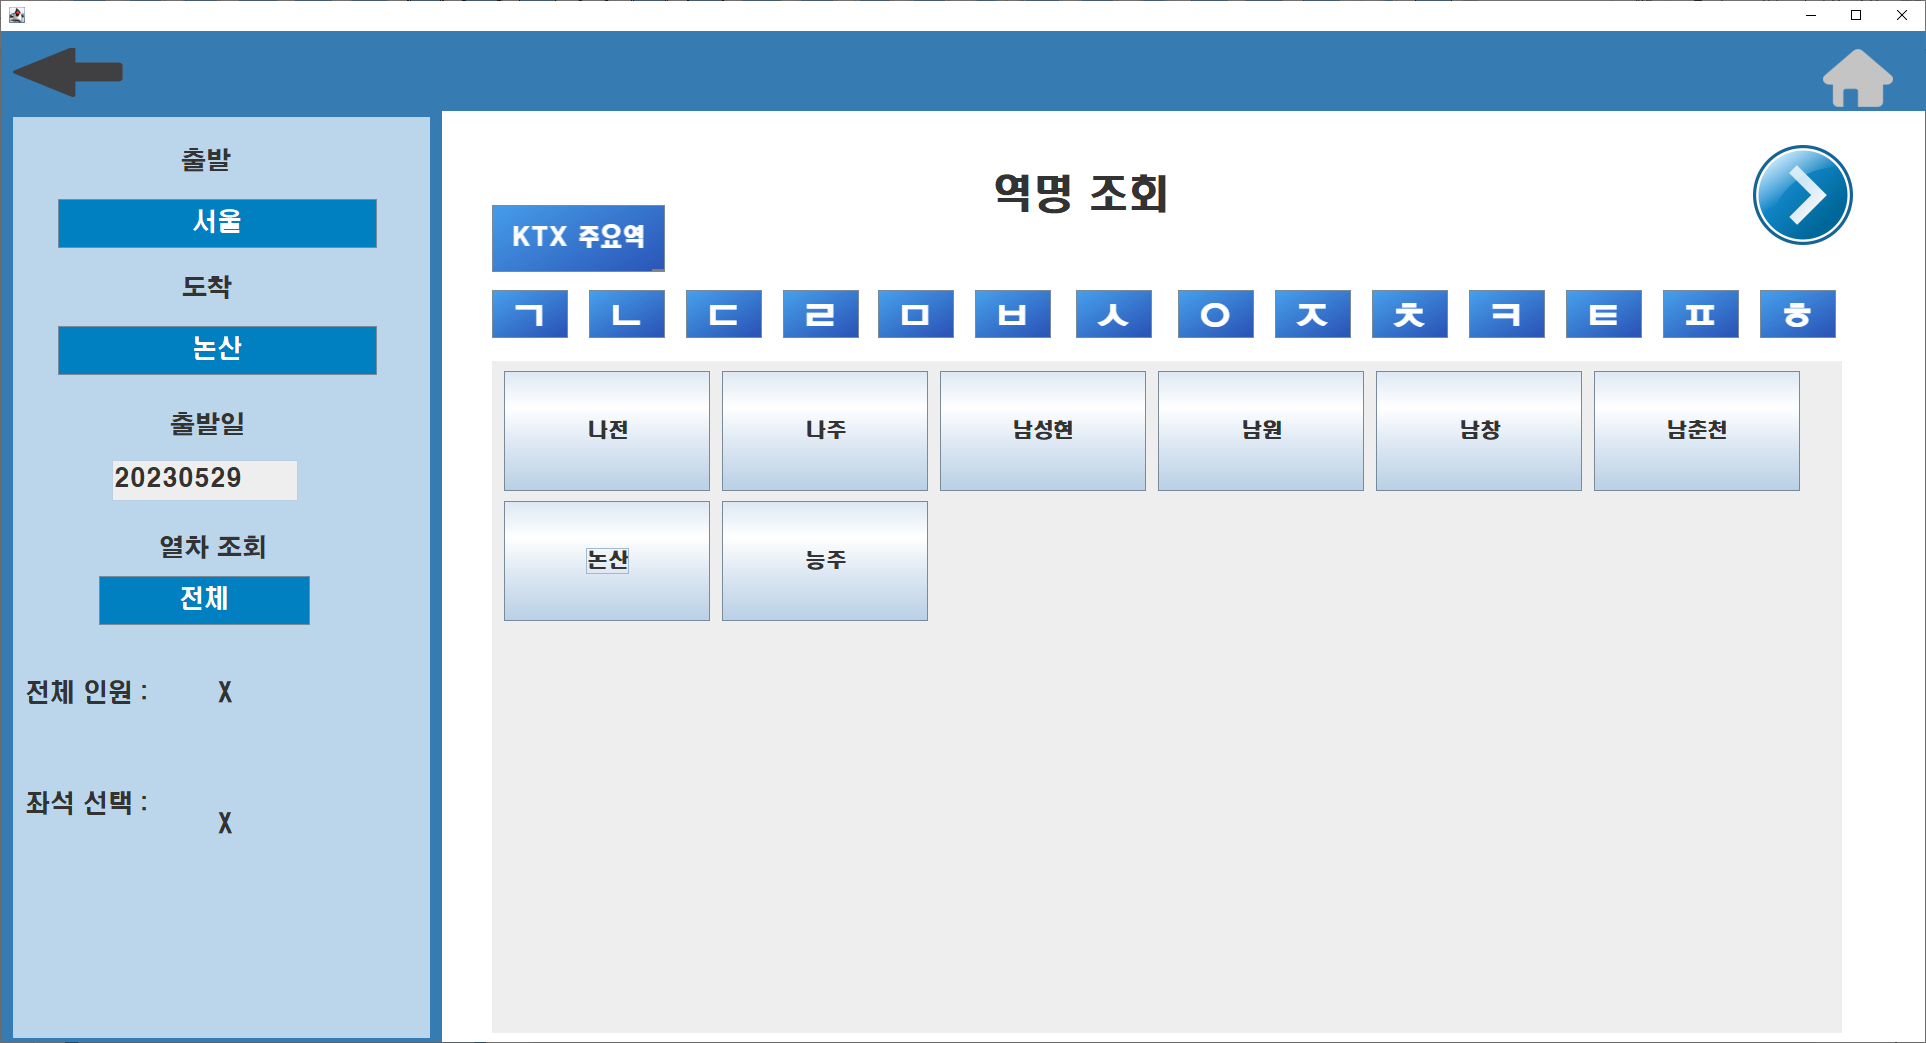 출발
서울
도착
논산
출발일
20230529
열차 조회
전체
전체 인원 : X
좌석 선택 :
X
역명 조회
KTX 주요역
ㄱ ㄴ ㄷ ㄹ ㅁ ㅂ ㅅ ㅇ ㅈ ㅊ ㅋ ㅌ ㅍ ㅎ
나전 나주 남성현 남원 남창 남춘천
논산 능주